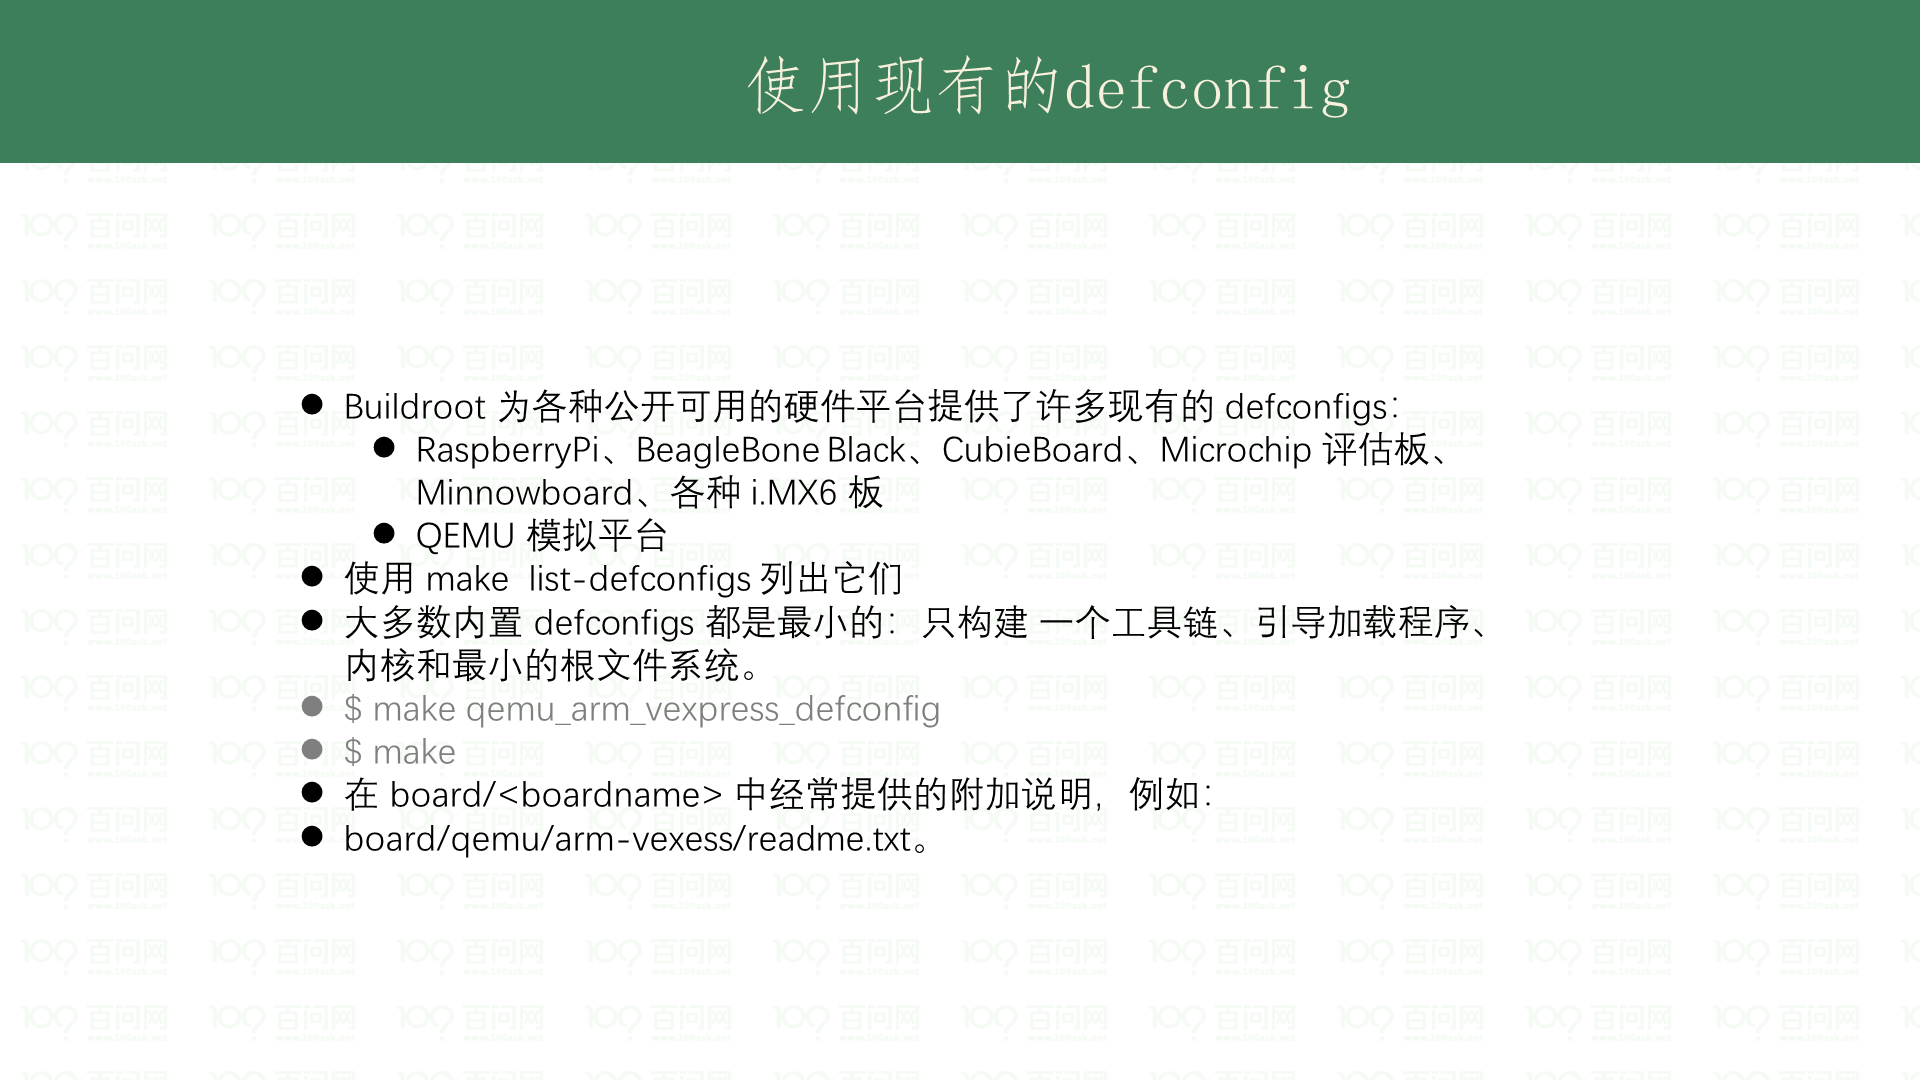 使用现有的defconfig
● Buildroot 为各种公开可用的硬件平台提供了许多现有的 defconfigs：
● RaspberryPi、BeagleBone Black、CubieBoard、Microchip 评估板、
Minnowboard、各种 i.MX6 板
● QEMU 模拟平台
● 使用 make list-defconfigs 列出它们
● 大多数内置 defconfigs 都是最小的：只构建 一个工具链、引导加载程序、
内核和最小的根文件系统。
● $ make qemu_arm_vexpress_defconfig
● $ make
● 在 board/<boardname> 中经常提供的附加说明，例如：
● board/qemu/arm-vexess/readme.txt。